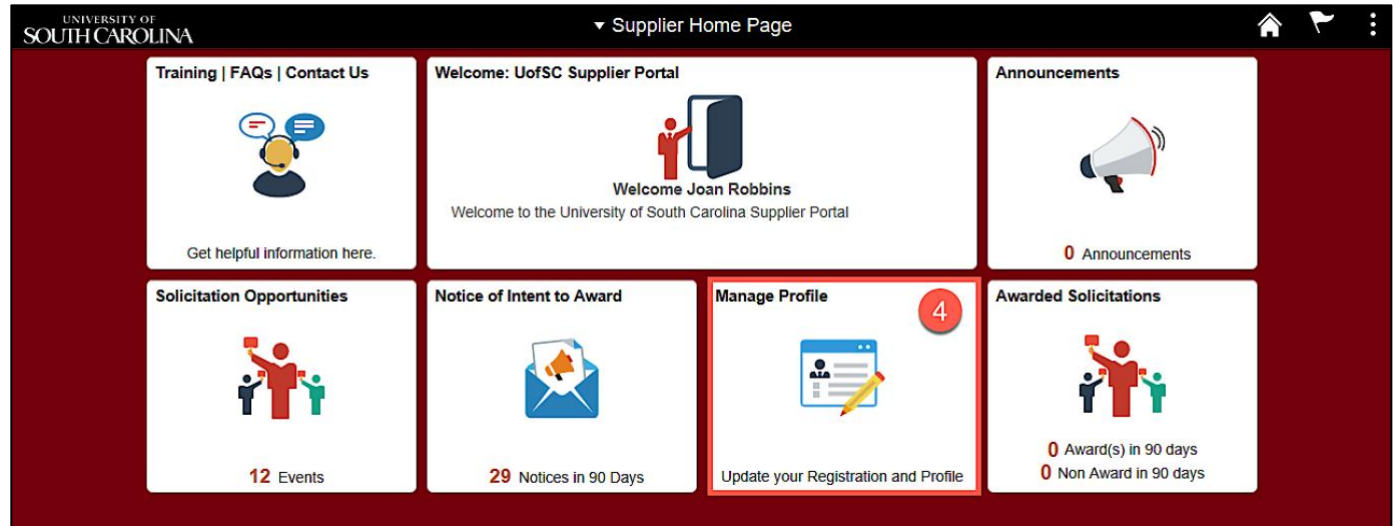 UNIVERSITY OF
SOUTH CAROLINA
Supplier Home Page
Training | FAQs | Contact Us
Get helpful information here.
Welcome: UofSC Supplier Portal
Welcome Joan Robbins
Welcome to the University of South Carolina Supplier Portal
Announcements
0 Announcements
Solicitation Opportunities
12 Events
Notice of Intent to Award
29 Notices in 90 Days
Manage Profile
4
Update your Registration and Profile
Awarded Solicitations
0 Award(s) in 90 days
0 Non Award in 90 days